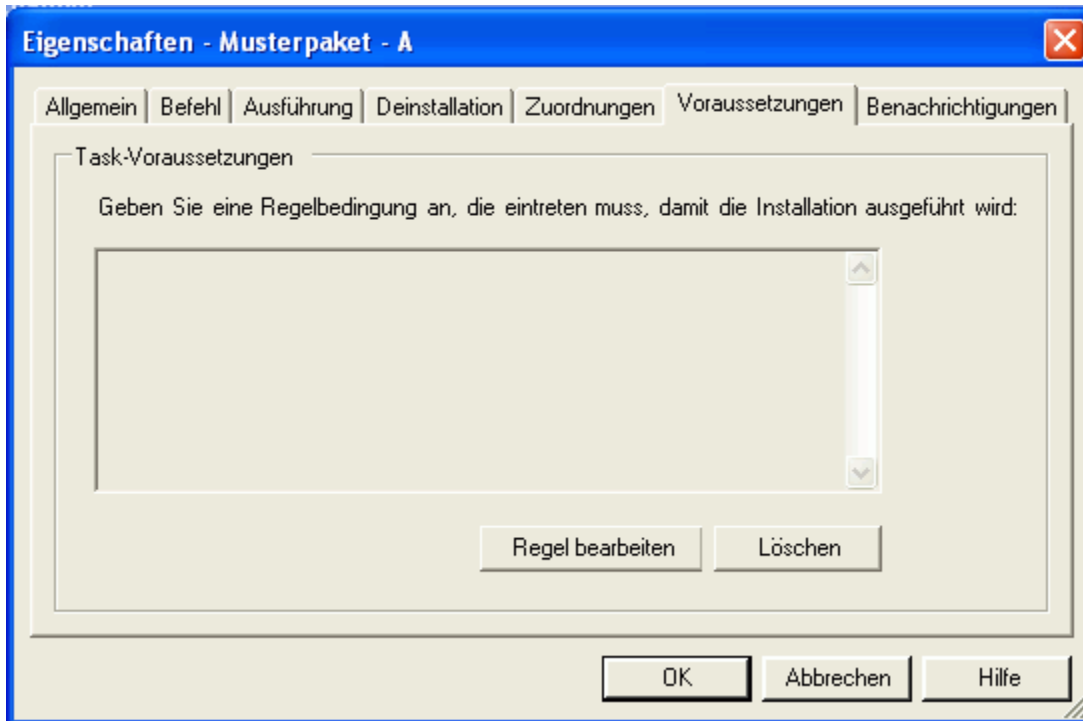 Eigenschaften - Musterpaket - A
Allgemein Befehl Ausführung Deinstallation Zuordnungen Voraussetzungen Benachrichtigungen
Task-Voraussetzungen
Geben Sie eine Regelbedingung an, die eintreten muss, damit die Installation ausgeführt wird:
Regel bearbeiten Löschen
OK Abbrechen Hilfe